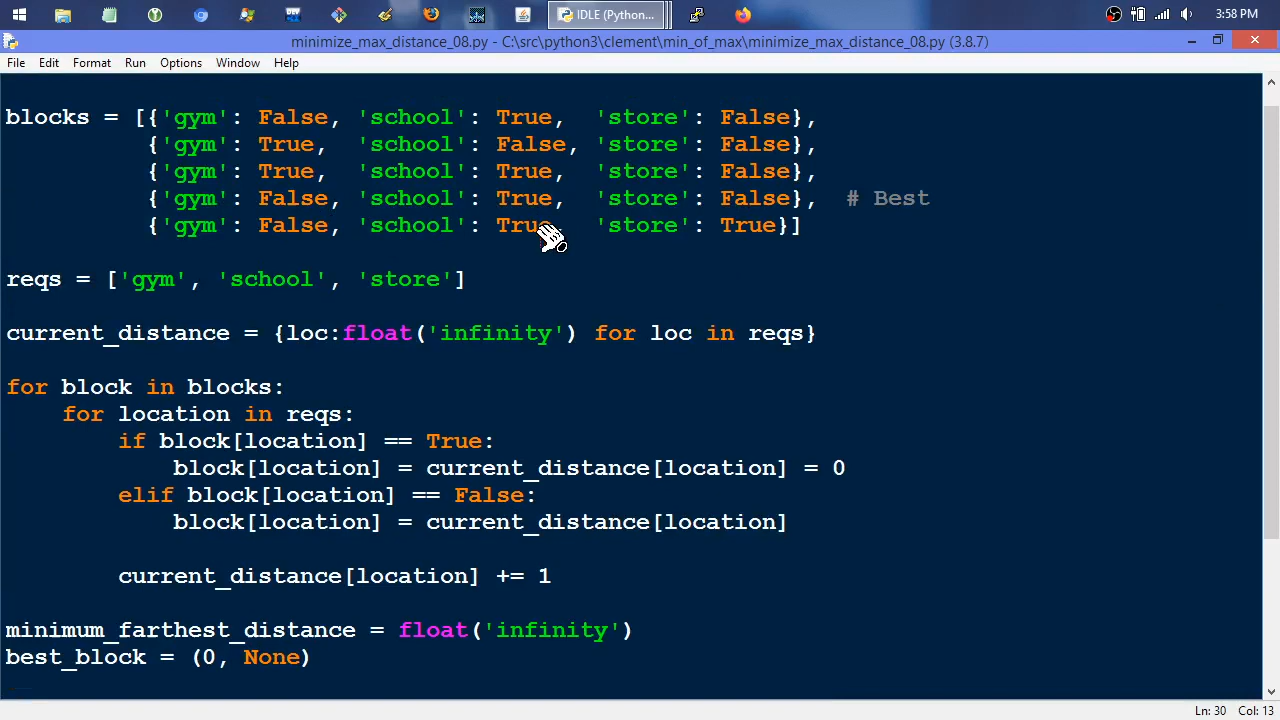 IDLE (Python...
3:58 PM
minimize_max_distance_08.py - C:\src\python3\clement\min_of_max\minimize_max_distance_08.py (3.8.7)
File Edit Format Run Options Window Help
blocks = [{'gym': False, 'school': True,  'store': False},
          {'gym': True,  'school': False, 'store': False},
          {'gym': True,  'school': True,  'store': False},
          {'gym': False, 'school': True,  'store': False},  # Best
          {'gym': False, 'school': True,  'store': True}]
reqs = ['gym', 'school', 'store']
current_distance = {loc:float('infinity') for loc in reqs}
for block in blocks:
    for location in reqs:
        if block[location] == True:
            block[location] = current_distance[location] = 0
        elif block[location] == False:
            block[location] = current_distance[location]
        current_distance[location] += 1
minimum_farthest_distance = float('infinity')
best_block = (0, None)
Ln: 30 Col: 13